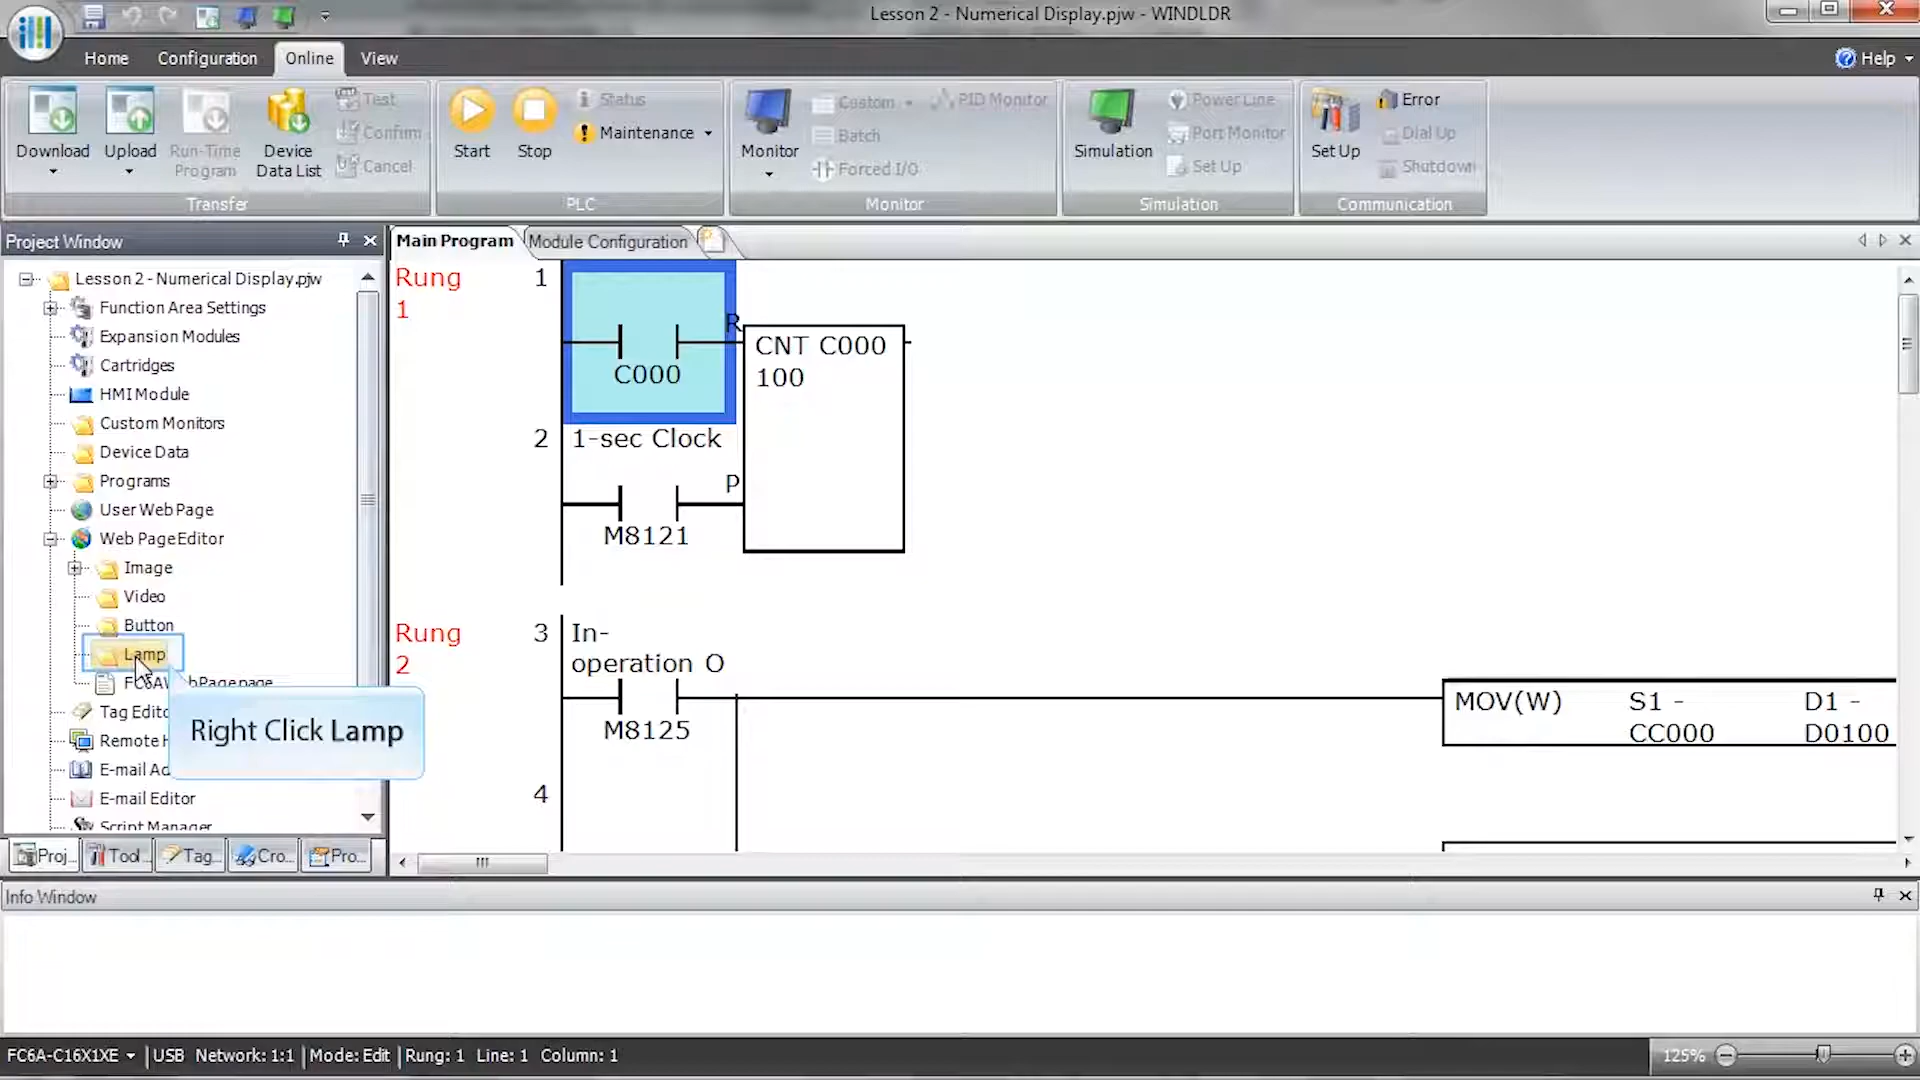 Lesson 2 - Numerical Display.pjw - WINDLDR
Home Configuration Online View Help
Download Upload Run-Time Program Device Data List Test Confirm Cancel
Transfer
Start Stop Status Maintenance
PLC
Monitor Custom Batch Forced I/O PID Monitor
Monitor
Simulation Power Line Port Monitor Set Up
Simulation
Set Up Error Dial Up Shutdown
Communication
Project Window
Lesson 2 - Numerical Display.pjw
Function Area Settings
Expansion Modules
Cartridges
HMI Module
Custom Monitors
Device Data
Programs
User Web Page
Web Page Editor
Image
Video
Button
Lamp
Tag Edito
Remote H
E-mail Ad
E-mail Editor
Script Manager
Right Click Lamp
Proj... Tool... Tag... Cro... Pro...
Main Program Module Configuration
Rung 1
1
C000
R
CNT C000
100
2 1-sec Clock
P
M8121
Rung 2
3 In-
operation O
M8125
MOV(W) S1 - D1 -
CC000 D0100
4
Info Window
FC6A-C16X1XE USB Network: 1:1 Mode: Edit Rung: 1 Line: 1 Column: 1 125%